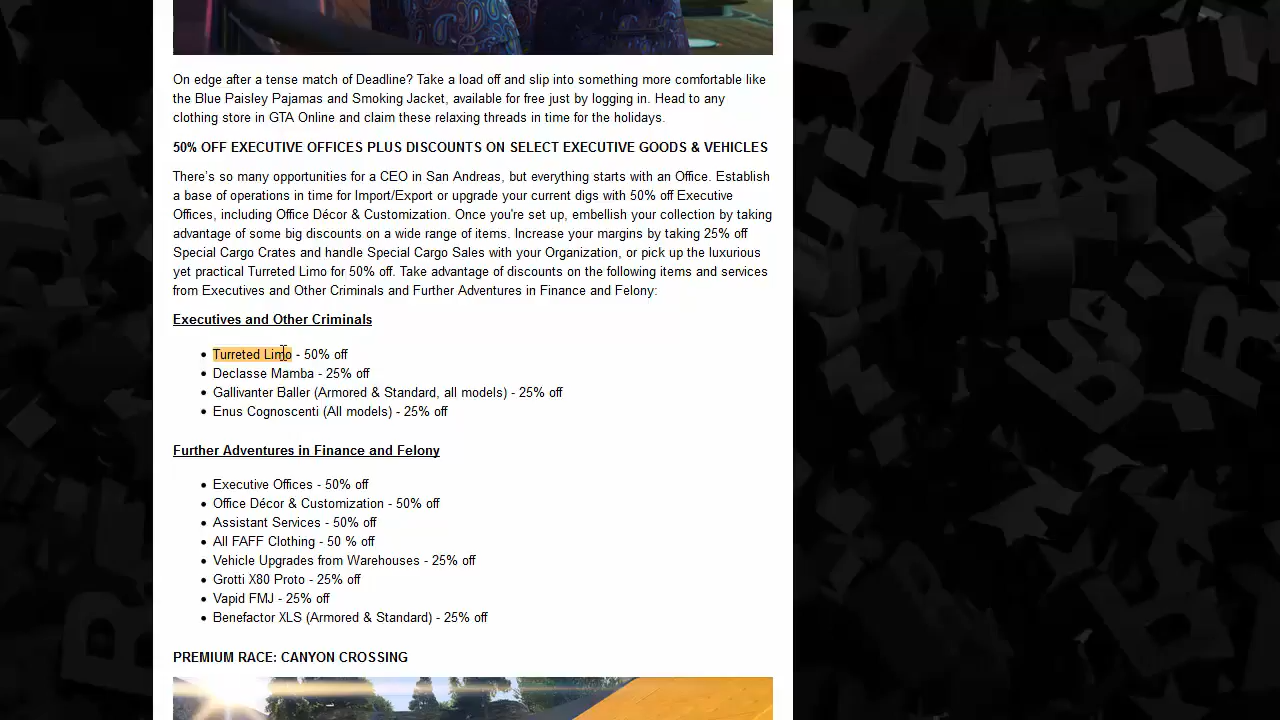 On edge after a tense match of Deadline? Take a load off and slip into something more comfortable like
the Blue Paisley Pajamas and Smoking Jacket, available for free just by logging in. Head to any
clothing store in GTA Online and claim these relaxing threads in time for the holidays.
50% OFF EXECUTIVE OFFICES PLUS DISCOUNTS ON SELECT EXECUTIVE GOODS & VEHICLES
There's so many opportunities for a CEO in San Andreas, but everything starts with an Office. Establish
a base of operations in time for Import/Export or upgrade your current digs with 50% off Executive
Offices, including Office Décor & Customization. Once you're set up, embellish your collection by taking
advantage of some big discounts on a wide range of items. Increase your margins by taking 25% off
Special Cargo Crates and handle Special Cargo Sales with your Organization, or pick up the luxurious
yet practical Turreted Limo for 50% off. Take advantage of discounts on the following items and services
from Executives and Other Criminals and Further Adventures in Finance and Felony:
Executives and Other Criminals
• Turreted Limo - 50% off
• Declasse Mamba - 25% off
• Gallivanter Baller (Armored & Standard, all models) - 25% off
• Enus Cognoscenti (All models) - 25% off
Further Adventures in Finance and Felony
• Executive Offices - 50% off
• Office Décor & Customization - 50% off
• Assistant Services - 50% off
• All FAFF Clothing - 50 % off
• Vehicle Upgrades from Warehouses - 25% off
• Grotti X80 Proto - 25% off
• Vapid FMJ - 25% off
• Benefactor XLS (Armored & Standard) - 25% off
PREMIUM RACE: CANYON CROSSING